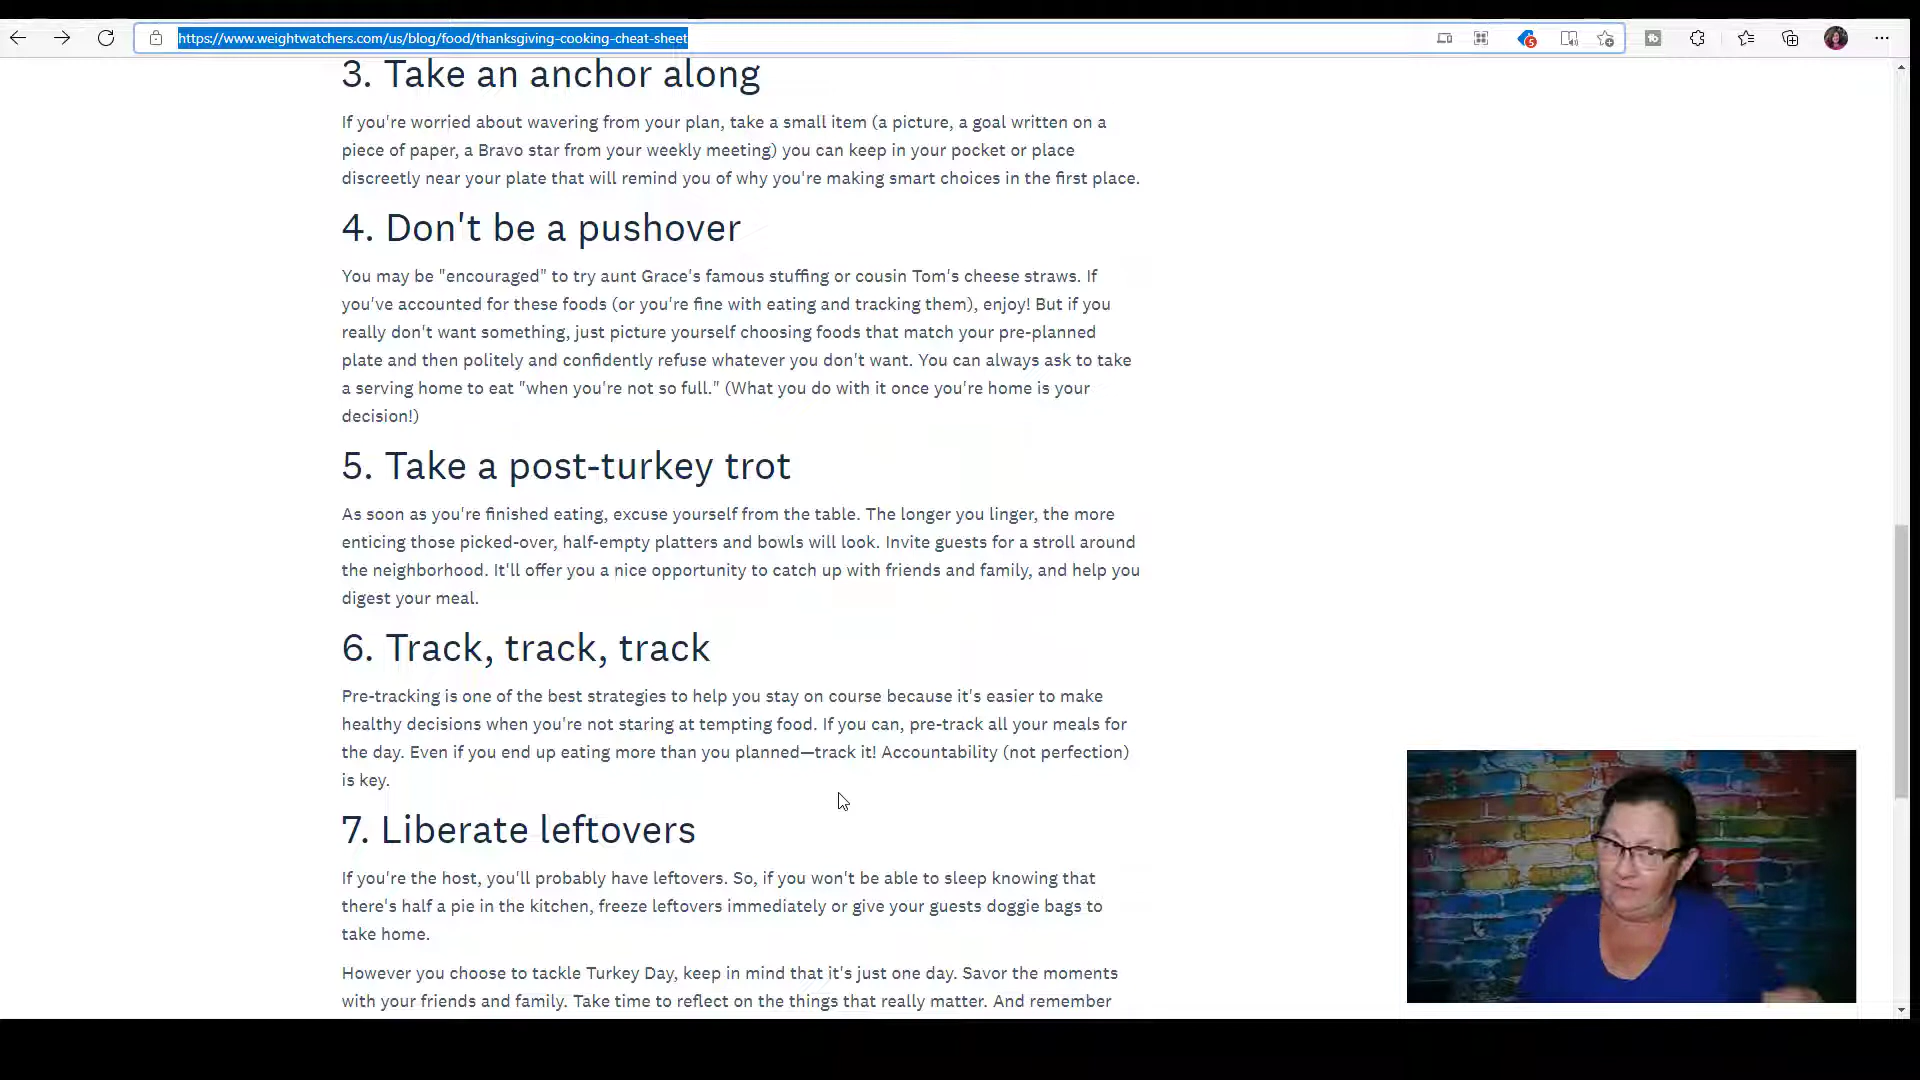 https://www.weightwatchers.com/us/blog/food/thanksgiving-cooking-cheat-sheet
5
3. Take an anchor along
If you're worried about wavering from your plan, take a small item (a picture, a goal written on a
piece of paper, a Bravo star from your weekly meeting) you can keep in your pocket or place
discreetly near your plate that will remind you of why you're making smart choices in the first place.
4. Don't be a pushover
You may be "encouraged" to try aunt Grace's famous stuffing or cousin Tom's cheese straws. If
you've accounted for these foods (or you're fine with eating and tracking them), enjoy! But if you
really don't want something, just picture yourself choosing foods that match your pre-planned
plate and then politely and confidently refuse whatever you don't want. You can always ask to take
a serving home to eat "when you're not so full." (What you do with it once you're home is your
decision!)
5. Take a post-turkey trot
As soon as you're finished eating, excuse yourself from the table. The longer you linger, the more
enticing those picked-over, half-empty platters and bowls will look. Invite guests for a stroll around
the neighborhood. It'll offer you a nice opportunity to catch up with friends and family, and help you
digest your meal.
6. Track, track, track
Pre-tracking is one of the best strategies to help you stay on course because it's easier to make
healthy decisions when you're not staring at tempting food. If you can, pre-track all your meals for
the day. Even if you end up eating more than you planned—track it! Accountability (not perfection)
is key.
7. Liberate leftovers
If you're the host, you'll probably have leftovers. So, if you won't be able to sleep knowing that
there's half a pie in the kitchen, freeze leftovers immediately or give your guests doggie bags to
take home.
However you choose to tackle Turkey Day, keep in mind that it's just one day. Savor the moments
with your friends and family. Take time to reflect on the things that really matter. And remember